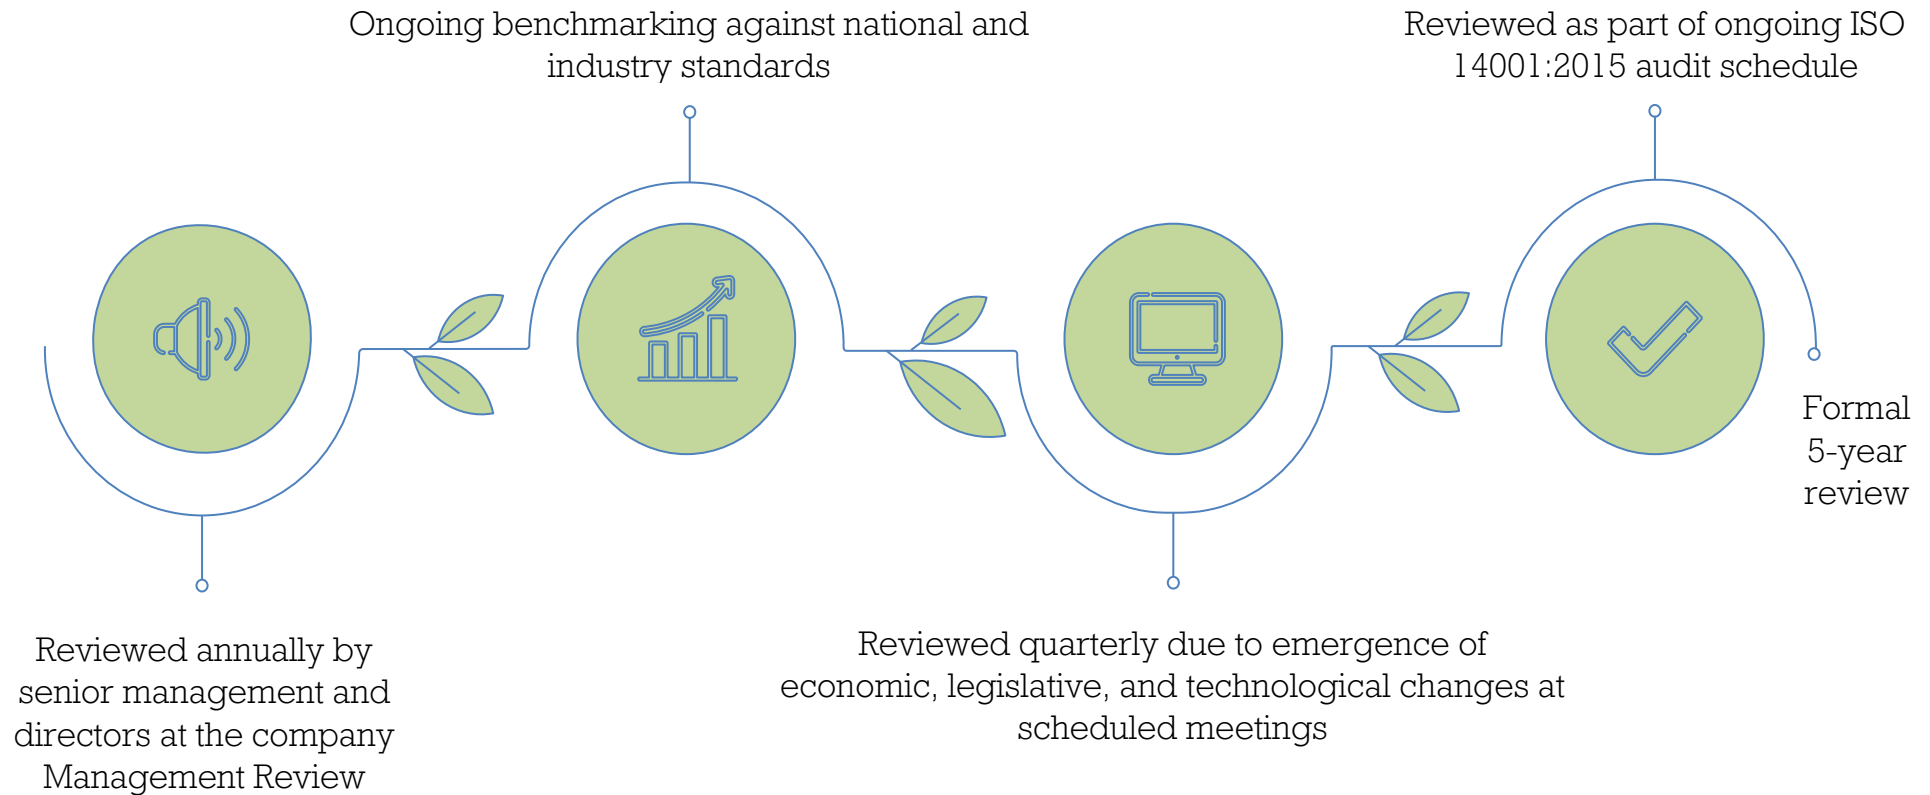 Ongoing benchmarking against national and
industry standards
Reviewed as part of ongoing ISO
14001:2015 audit schedule
Formal
5-year
review
Reviewed annually by
senior management and
directors at the company
Management Review
Reviewed quarterly due to emergence of
economic, legislative, and technological changes at
scheduled meetings